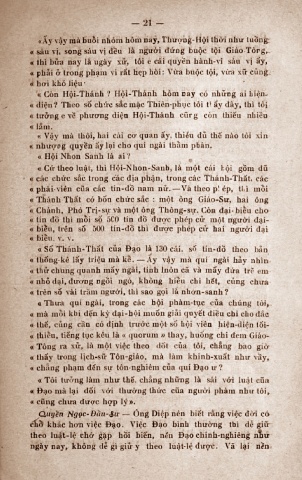 — 21 —
« Ấy vậy mà buổi nhóm hôm nay, Thượng-Hội thời như tuồng
« sáu vị, song sáu vị đều là người đứng buộc tội Giáo Tông,
« thì bữa nay là ngày xử, tôi e cái quyền-hành-vi sáu vị ấy,
« phải ở trong phạm vi rất hẹp hòi: Vừa buộc tội, vừa xử cũng
« hơi khó liệu.
« Còn Hội-Thánh? Hội-Thánh hôm nay có những ai hiện-
« diện? Theo số chức sắc mặc Thiên-phục tôi thấy đây, thì tôi
« tưởng e về phương diện Hội-Thánh cũng còn thiếu nhiều
« lắm.
« Vậy mà thôi, hai cái cơ quan ấy, thiếu đủ thế nào tôi xin
« nhượng quyền ấy lại cho quí ngài thẩm phán,
« Hội Nhơn Sanh là ai?
« Cứ theo luật, thì Hội-Nhơn-Sanh, là một cái hội gồm đủ
« các chức sắc trong các địa phận, trong các Thánh-Thất, các
« phái-viên của các tín-đồ nam nữ. — Và theo phép, thì mỗi
« Thánh Thất có bốn chức sắc: một ông Giáo-Sư, hai ông
« Chánh, Phó Trị-sự và một ông Thông-sự. Còn đại-biểu cho
« tín đồ thì mỗi số 500 tín đồ được phép cử một người đại-
« biểu, trên số 500 tín-đồ thì được phép cử hai người đại
« biểu. v. v.
« Số Thánh-Thất của Đạo là 130 cái, số tín-đồ theo bản
« thống-kê lấy triệu mà kể. — Ấy vậy mà quí ngài hãy nhìn
« thử chung quanh mấy ngài, tính luôn cả và mấy đứa trẻ em
« nhỏ dại, đương ngồi ngó, không hiểu chi hết, cũng chưa
« trên số vài trăm người, thì sao gọi là nhơn-sanh?
« Thưa quí ngài, trong các hội phàm-tục của chúng tôi,
« mà mỗi khi đến kỳ đại-hội muốn giải quyết điều chi cho đắc
« thế, cũng cần có định trước một số hội viên hiện-diện tối-
« thiểu, tiếng tục kêu là « quorum » thay, huống chi đem Giáo-
« Tông ra xử, là một việc theo dốt của tôi, chẳng bao giờ
« thấy trong lịch-sử Tôn-giáo, mà làm khinh-xuất như vầy,
« chẳng phạm đến sự tôn-nghiêm của quí Đạo ư?
« Tôi tưởng làm như thế, chẳng những là sái với luật của
« Đạo mà lại đối với thường thức của người phàm như tôi,
« cũng chưa được hợp lý ».
Quyền Ngọc-Đầu-Sư — Ông Diệp nên biết rằng việc đời có
chỗ khác hơn việc Đạo. Việc Đạo bình thường thì dễ giữ
theo luật-lệ chớ gặp hồi biến, nền Đạo chinh-nghiêng như
ngày nay, không dễ gì giữ y theo luật-lệ được. Vả lại nền